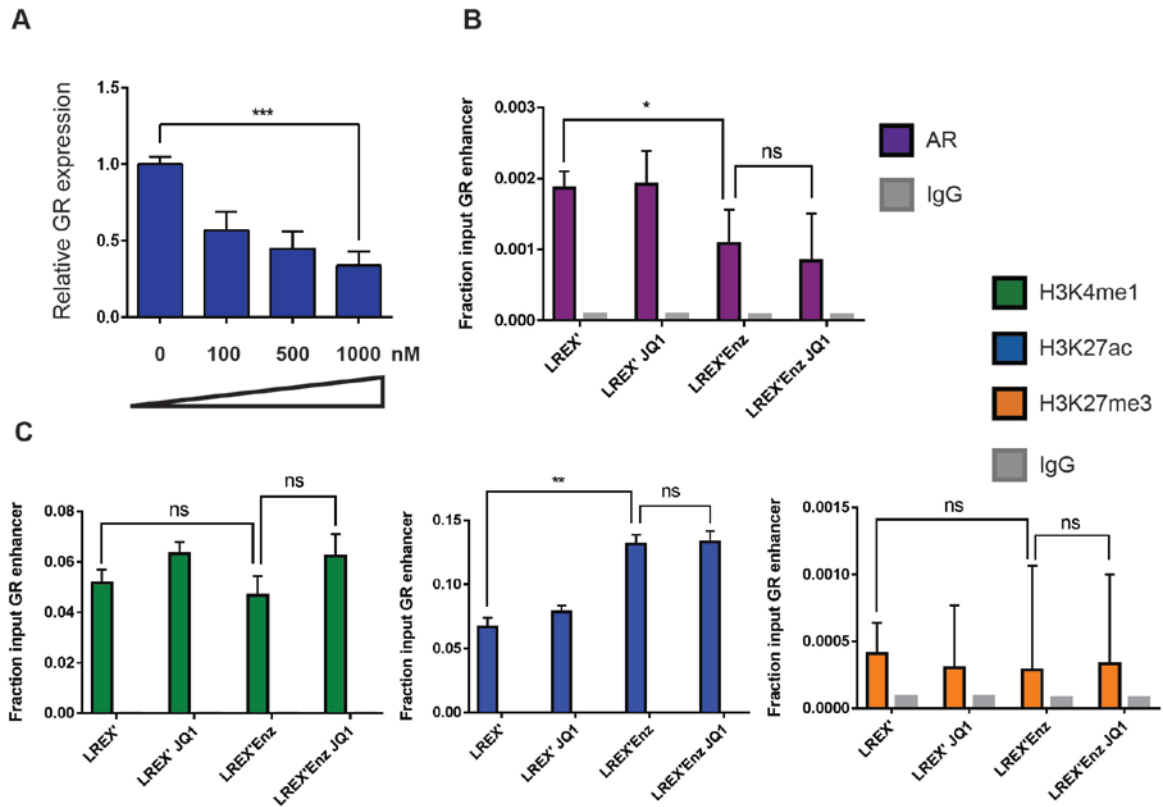 A
Relative GR expression
1.5
1.0
0.5
0.0
***
0 100 500 1000 nM
B
Fraction input GR enhancer
0.003
0.002
0.001
0.000
*
ns
LREX'
LREX' JQ1
LREX'Enz
LREX'Enz JQ1
AR
IgG
H3K4me1
H3K27ac
H3K27me3
IgG
C
Fraction input GR enhancer
0.08
0.06
0.04
0.02
0.00
ns
ns
LREX'
LREX' JQ1
LREX'Enz
LREX'Enz JQ1
Fraction input GR enhancer
0.15
0.10
0.05
0.00
**
ns
LREX'
LREX' JQ1
LREX'Enz
LREX'Enz JQ1
Fraction input GR enhancer
0.0015
0.0010
0.0005
0.0000
ns
ns
LREX'
LREX' JQ1
LREX'Enz
LREX'Enz JQ1